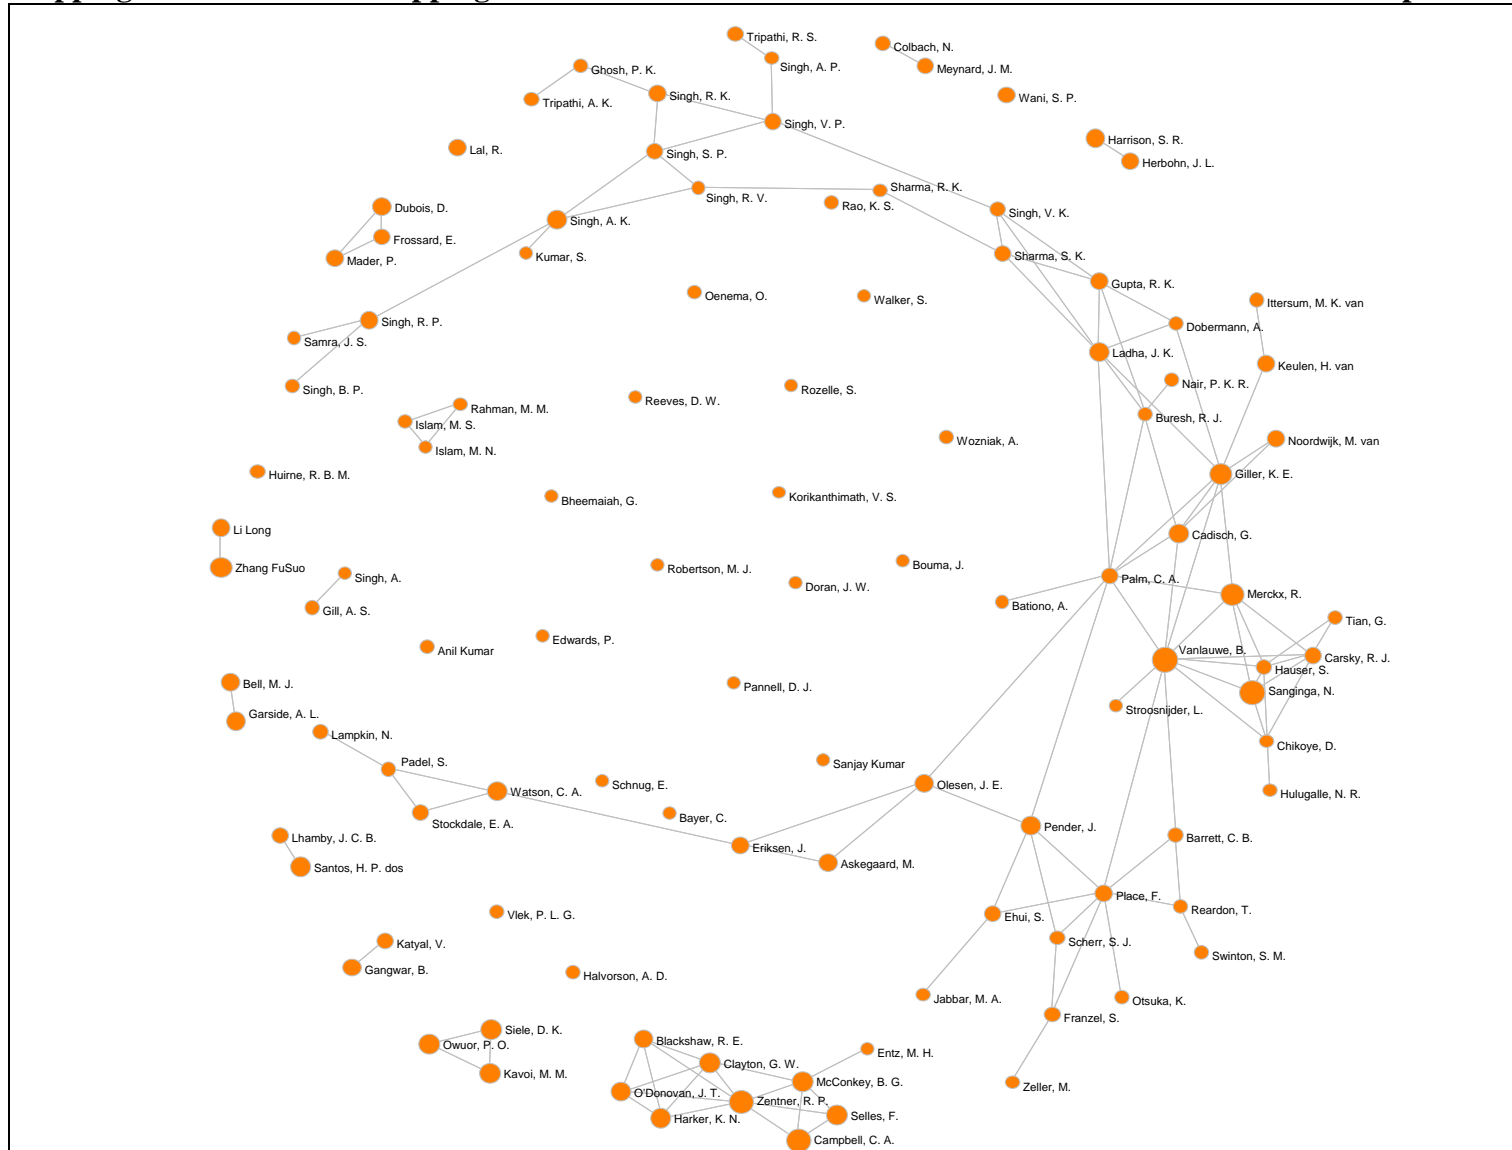 Tripathi, R. S.
Colbach, N.
Singh, A. P.
Meynard, J. M.
Ghosh, P. K.
Singh, R. K.
Wani, S. P.
Tripathi, A. K.
Singh, V. P.
Harrison, S. R.
Lal, R.
Singh, S. P.
Herbohn, J. L.
Sharma, R. K.
Singh, R. V.
Rao, K. S.
Dubois, D.
Singh, V. K.
Singh, A. K.
Frossard, E.
Kumar, S.
Sharma, S. K.
Mader, P.
Gupta, R. K.
Oenema, O.
Walker, S.
Ittersum, M. K. van
Singh, R. P.
Dobermann, A.
Samra, J. S.
Ladha, J. K.
Keulen, H. van
Nair, P. K. R.
Singh, B. P.
Rozelle, S.
Reeves, D. W.
Rahman, M. M.
Buresh, R. J.
Islam, M. S.
Wozniak, A.
Noordwijk, M. van
Islam, M. N.
Huirne, R. B. M.
Giller, K. E.
Bheemaiah, G.
Korikanthimath, V. S.
Li Long
Cadisch, G.
Zhang FuSuo
Robertson, M. J.
Bouma, J.
Singh, A.
Palm, C. A.
Doran, J. W.
Merckx, R.
Gill, A. S.
Bationo, A.
Tian, G.
Edwards, P.
Anil Kumar
Vanlauwe, B.
Carsky, R. J.
Hauser, S.
Bell, M. J.
Pannell, D. J.
Sanginga, N.
Garside, A. L.
Stroosnijder, L.
Lampkin, N.
Chikoye, D.
Padel, S.
Sanjay Kumar
Watson, C. A.
Schnug, E.
Olesen, J. E.
Hulugalle, N. R.
Stockdale, E. A.
Bayer, C.
Pender, J.
Lhamby, J. C. B.
Barrett, C. B.
Eriksen, J.
Santos, H. P. dos
Askegaard, M.
Place, F.
Vlek, P. L. G.
Ehui, S.
Reardon, T.
Katyal, V.
Scherr, S. J.
Swinton, S. M.
Gangwar, B.
Halvorson, A. D.
Jabbar, M. A.
Otsuka, K.
Franzel, S.
Siele, D. K.
Owuor, P. O.
Blackshaw, R. E.
Entz, M. H.
Clayton, G. W.
Kavoi, M. M.
McConkey, B. G.
Zeller, M.
O'Donovan, J. T.
Zentner, R. P.
Harker, K. N.
Selles, F.
Campbell, C. A.